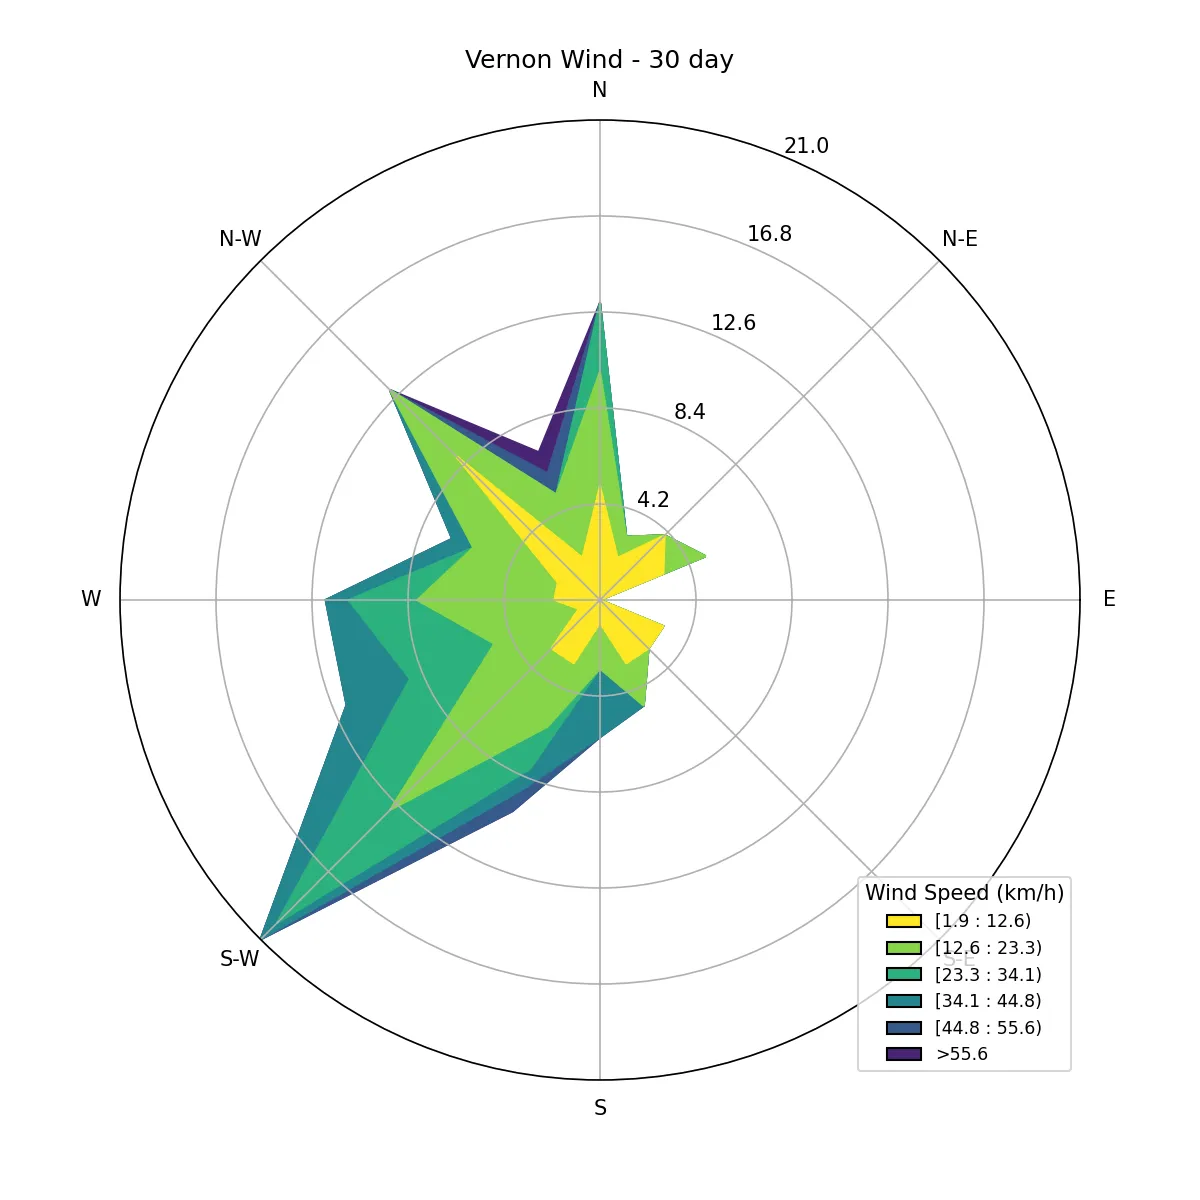 Vernon Wind - 30 day
N
21.0
N-W
16.8
N-E
12.6
8.4
4.2
W
E
S-W
S-E
Wind Speed (km/h)
[1.9 : 12.6)
[12.6 : 23.3)
[23.3 : 34.1)
[34.1 : 44.8)
[44.8 : 55.6)
>55.6
S